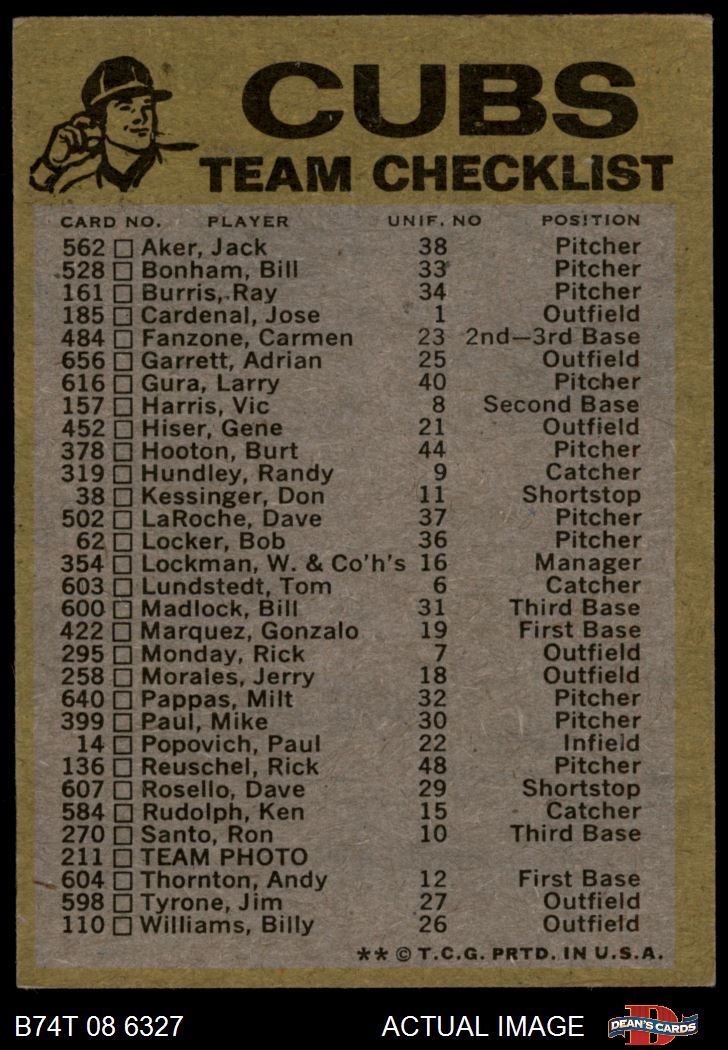 CUBS
TEAM CHECKLIST
CARD NO. PLAYER UNIF. NO POSITION
562 Aker, Jack 38 Pitcher
528 Bonham, Bill 33 Pitcher
161 Burris, Ray 34 Pitcher
185 Cardenal, Jose 1 Outfield
484 Fanzone, Carmen 23 2nd—3rd Base
656 Garrett, Adrian 25 Outfield
616 Gura, Larry 40 Pitcher
157 Harris, Vic 8 Second Base
452 Hiser, Gene 21 Outfield
378 Hooton, Burt 44 Pitcher
319 Hundley, Randy 9 Catcher
38 Kessinger, Don 11 Shortstop
502 LaRoche, Dave 37 Pitcher
62 Locker, Bob 36 Pitcher
354 Lockman, W. & Co'h's 16 Manager
603 Lundstedt, Tom 6 Catcher
600 Madlock, Bill 31 Third Base
422 Marquez, Gonzalo 19 First Base
295 Monday, Rick 7 Outfield
258 Morales, Jerry 18 Outfield
640 Pappas, Milt 32 Pitcher
399 Paul, Mike 30 Pitcher
14 Popovich, Paul 22 Infield
136 Reuschel, Rick 48 Pitcher
607 Rosello, Dave 29 Shortstop
584 Rudolph, Ken 15 Catcher
270 Santo, Ron 10 Third Base
211 TEAM PHOTO
604 Thornton, Andy 12 First Base
598 Tyrone, Jim 27 Outfield
110 Williams, Billy 26 Outfield
** © T.C.G. PRTD. IN U.S.A.
B74T 08 6327 ACTUAL IMAGE DEAN'S CARDS